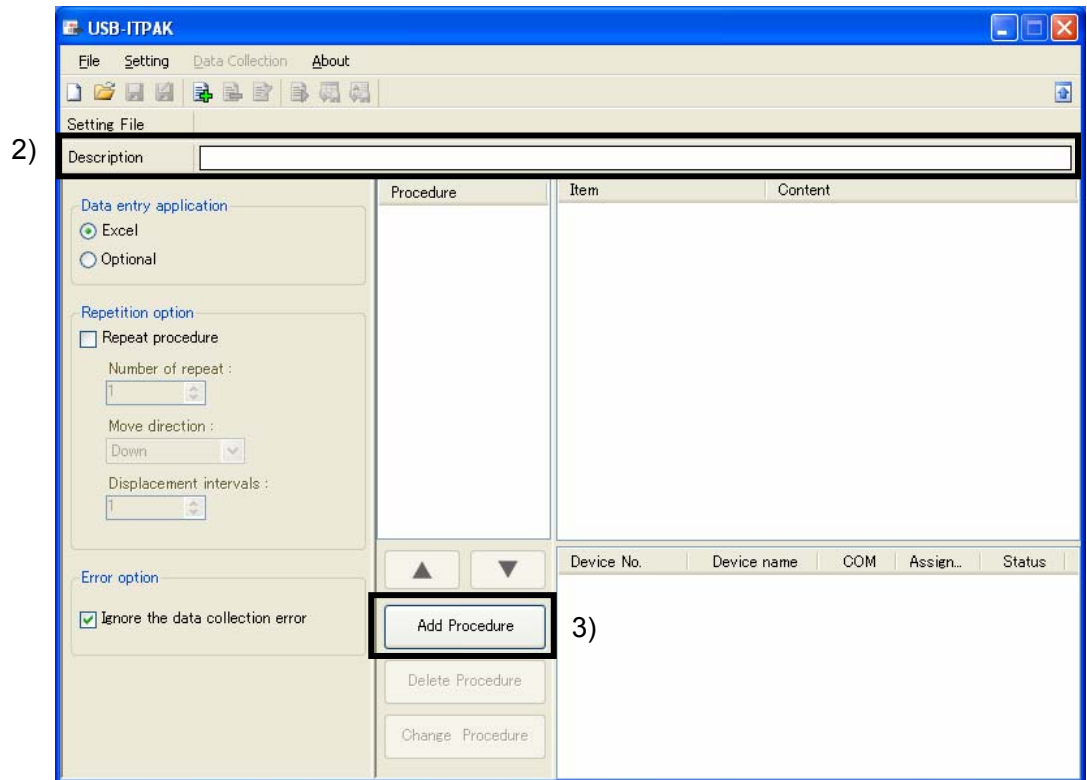 USB-ITPAK
File Setting Data Collection About
Setting File
2)
Description
Data entry application
Excel
Optional
Repetition option
Repeat procedure
Number of repeat :
1
Move direction :
Down
Displacement intervals :
1
Error option
Ignore the data collection error
Procedure
Add Procedure
3)
Delete Procedure
Change Procedure
Item Content
Device No. Device name COM Assign... Status